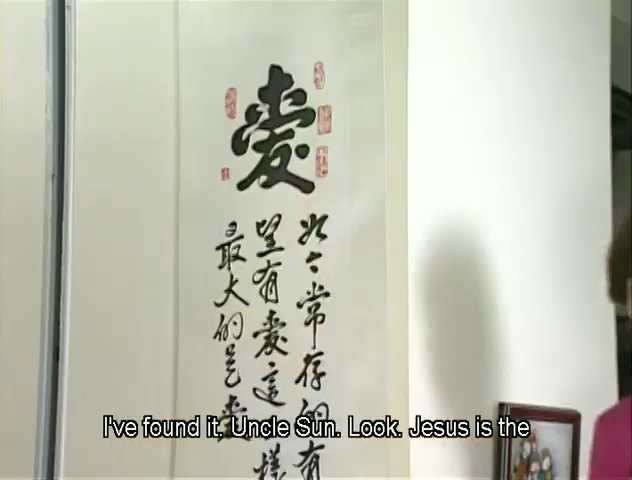 愛
如今常存的有
望有愛這樣
最大的是愛
I've found it. Uncle Sun. Look. Jesus is the